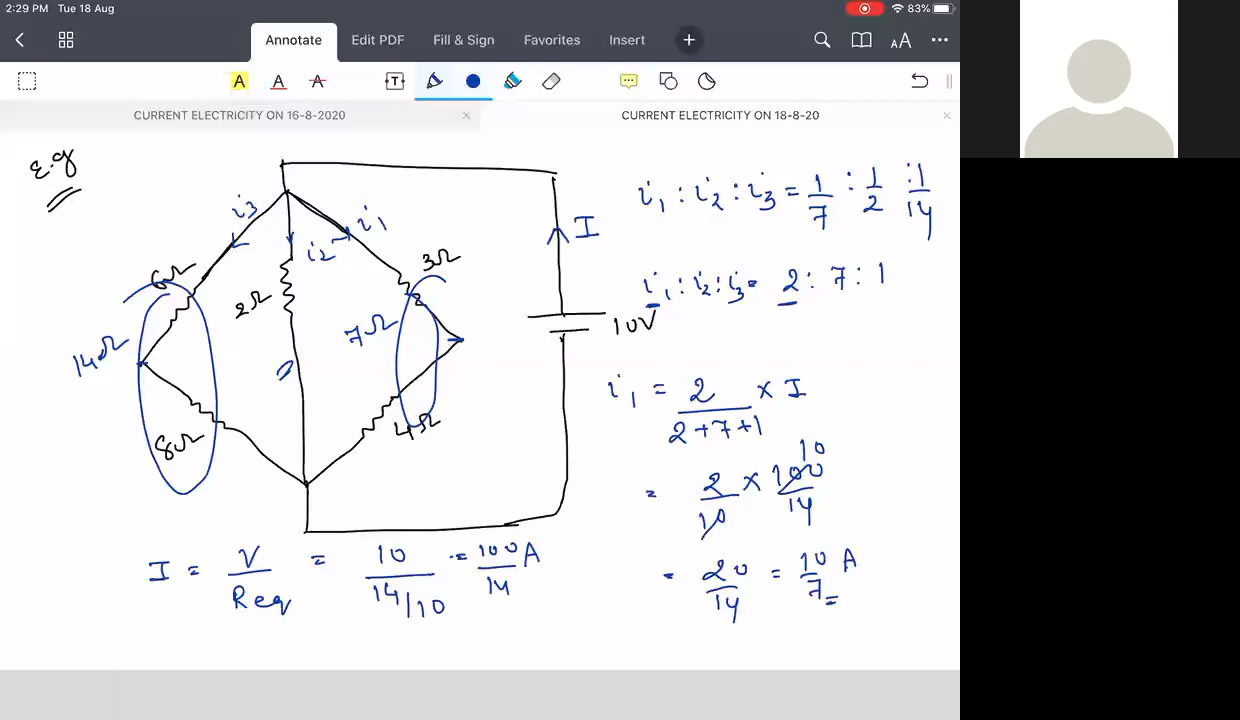 2:29 PM Tue 18 Aug
83%
Annotate
Edit PDF
Fill & Sign
Favorites
Insert
CURRENT ELECTRICITY ON 16-8-2020
CURRENT ELECTRICITY ON 18-8-20
E.g
i3
i2
i1
I
6Ω
2Ω
3Ω
7Ω
14Ω
8Ω
4Ω
10V
i1 : i2 : i3 = 1/7 : 1/2 : 1/14
i1 : i2 : i3 = 2 : 7 : 1
i1 = 2/(2+7+1) × I
= 2/10 × 100/14 10
= 20/14 = 10/7 A
I = V/Req = 10/(14/10) = 100/14 A